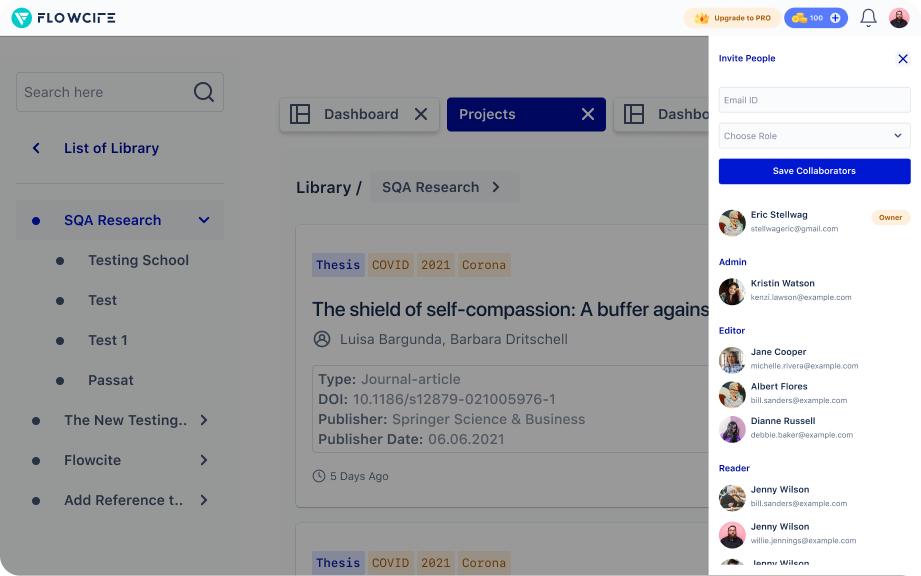 FLOWCITE
Upgrade to PRO
100
Search here
List of Library
SQA Research
Testing School
Test
Test 1
Passat
The New Testing..
Flowcite
Add Reference t..
Dashboard
Projects
Dashbo
Library /
SQA Research
Thesis COVID 2021 Corona
The shield of self-compassion: A buffer agains
Luisa Bargunda, Barbara Dritschell
Type: Journal-article
DOI: 10.1186/s12879-021005976-1
Publisher: Springer Science & Business
Publisher Date: 06.06.2021
5 Days Ago
Thesis COVID 2021 Corona
Invite People
Email ID
Choose Role
Save Collaborators
Eric Stellwag
Owner
stellwageric@gmail.com
Admin
Kristin Watson
kenzi.lawson@example.com
Editor
Jane Cooper
michelle.rivera@example.com
Albert Flores
bill.sanders@example.com
Dianne Russell
debbie.baker@example.com
Reader
Jenny Wilson
bill.sanders@example.com
Jenny Wilson
willie.jennings@example.com
Jenny Wilson